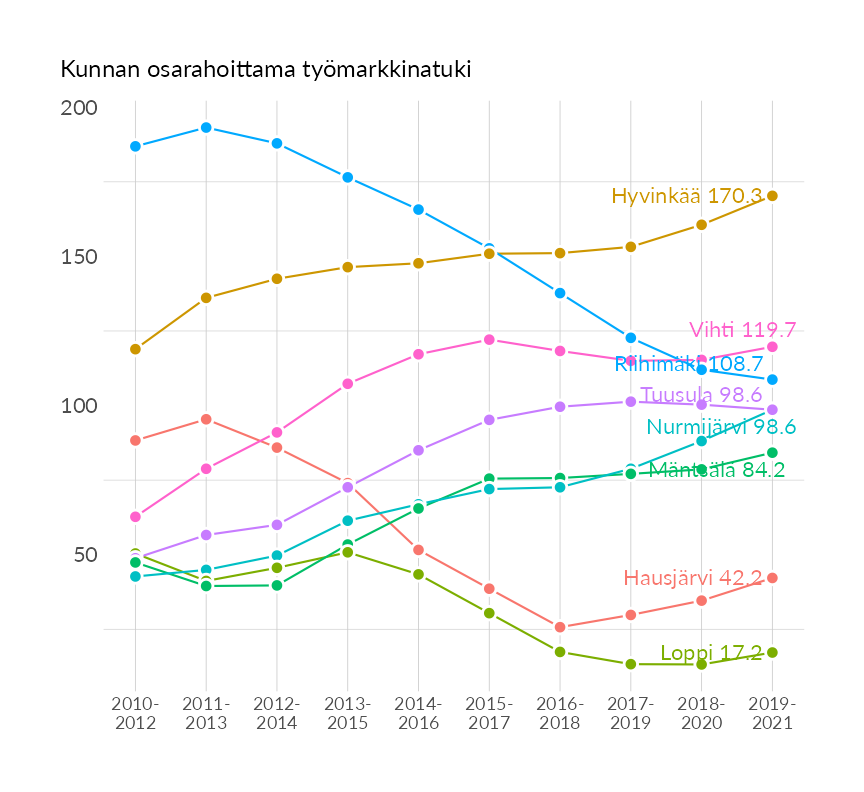 Kunnan osarahoittama työmarkkinatuki
200
150
100
50
Hyvinkää 170.3
Vihti 119.7
Riihimäki 108.7
Tuusula 98.6
Nurmijärvi 98.6
Mäntsälä 84.2
Hausjärvi 42.2
Loppi 17.2
2010- 2011- 2012- 2013- 2014- 2015- 2016- 2017- 2018- 2019-
2012 2013 2014 2015 2016 2017 2018 2019 2020 2021